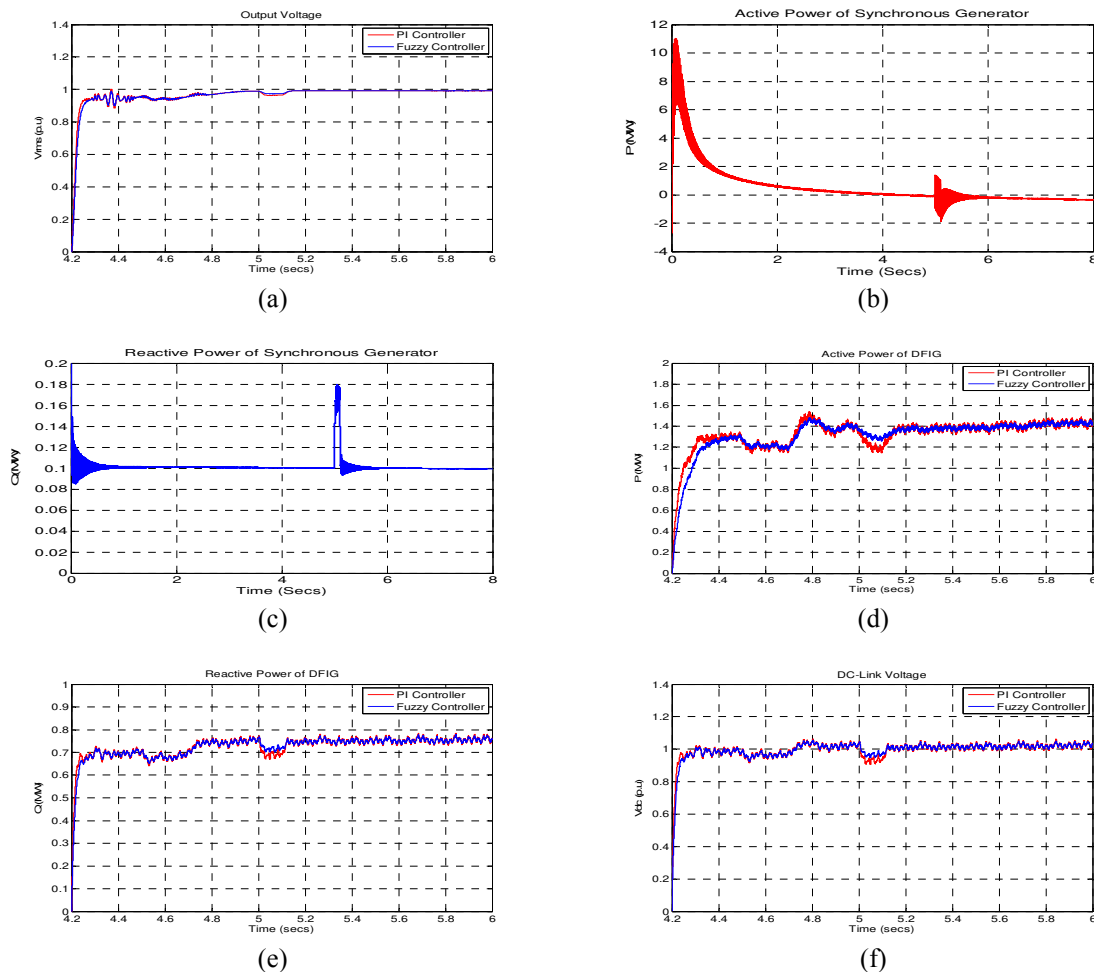 Output Voltage
PI Controller
Fuzzy Controller
1.4
1.2
1
0.8
0.6
0.4
0.2
0
Vrms (p.u)
4.2 4.4 4.6 4.8 5 5.2 5.4 5.6 5.8 6
Time (secs)
(a)
Active Power of Synchronous Generator
12
10
8
6
4
2
0
-2
-4
P(MW)
0 2 4 6 8
Time (Secs)
(b)
Reactive Power of Synchronous Generator
0.2
0.18
0.16
0.14
0.12
0.1
0.08
0.06
0.04
0.02
0
Q(MW)
0 2 4 6 8
Time (Secs)
(c)
Active Power of DFIG
PI Controller
Fuzzy Controller
2
1.8
1.6
1.4
1.2
1
0.8
0.6
0.4
0.2
0
P(MW)
4.2 4.4 4.6 4.8 5 5.2 5.4 5.6 5.8 6
Time (secs)
(d)
Reactive Power of DFIG
PI Controller
Fuzzy Controller
1
0.9
0.8
0.7
0.6
0.5
0.4
0.3
0.2
0.1
0
Q(MW)
4.2 4.4 4.6 4.8 5 5.2 5.4 5.6 5.8 6
Time (secs)
(e)
DC-Link Voltage
PI Controller
Fuzzy Controller
1.4
1.2
1
0.8
0.6
0.4
0.2
0
Vdc (p.u)
4.2 4.4 4.6 4.8 5 5.2 5.4 5.6 5.8 6
Time (secs)
(f)